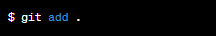 $ git add .